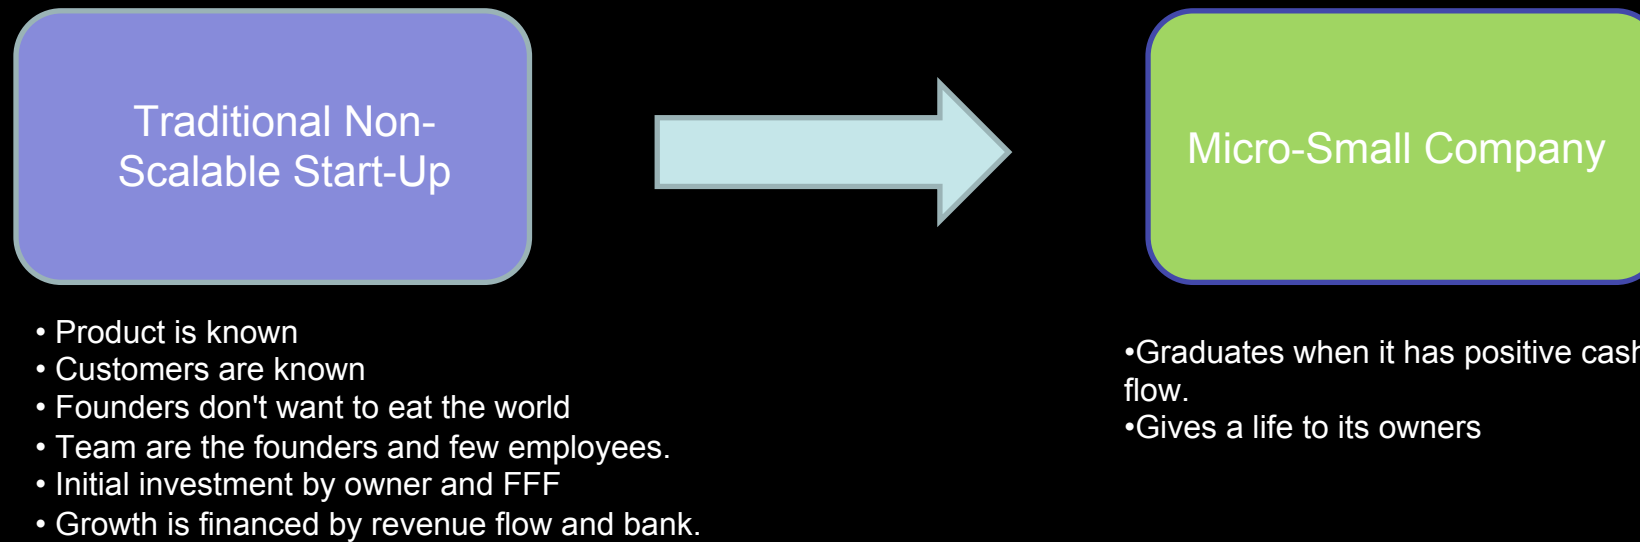 Traditional Non-
Scalable Start-Up
Micro-Small Company
• Product is known
• Customers are known
• Founders don't want to eat the world
• Team are the founders and few employees.
• Initial investment by owner and FFF
• Growth is financed by revenue flow and bank.
•Graduates when it has positive cash
flow.
•Gives a life to its owners